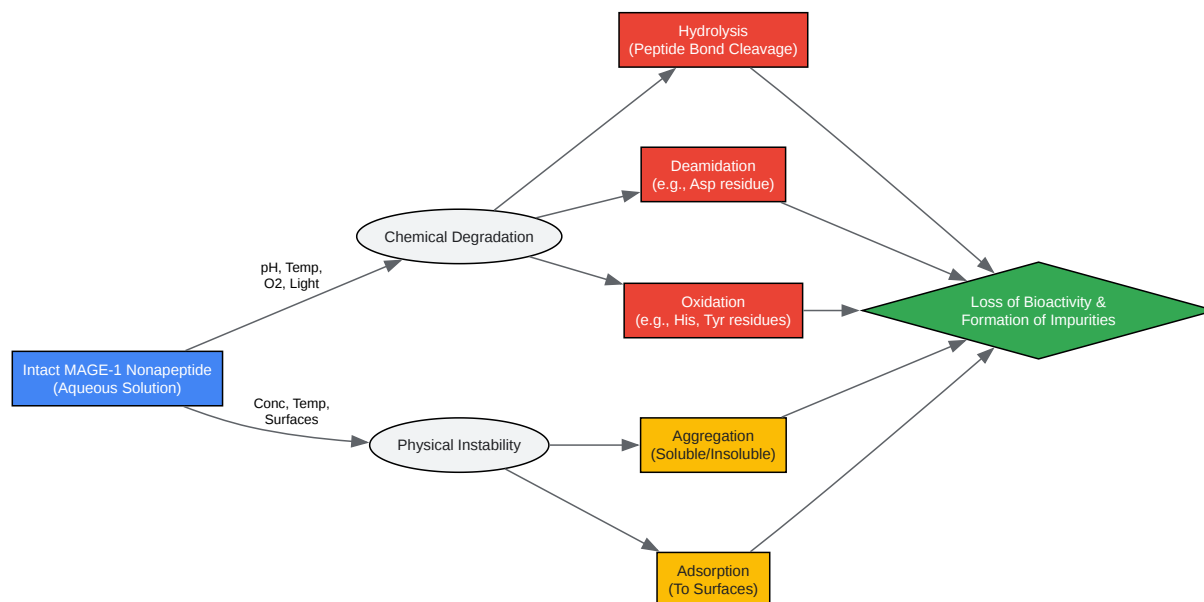 Hydrolysis
(Peptide Bond Cleavage)
Deamidation
(e.g., Asp residue)
Chemical Degradation
pH, Temp,
O2, Light
Oxidation
(e.g., His, Tyr residues)
Loss of Bioactivity &
Formation of Impurities
Intact MAGE-1 Nonapeptide
(Aqueous Solution)
Conc, Temp,
Surfaces
Physical Instability
Aggregation
(Soluble/Insoluble)
Adsorption
(To Surfaces)